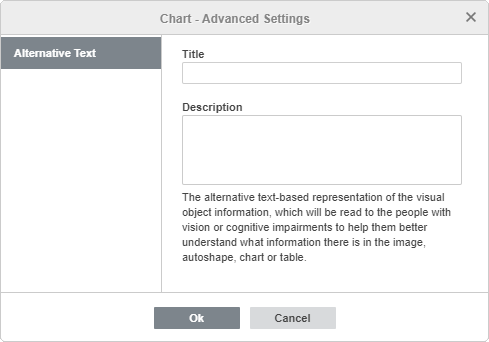 Chart - Advanced Settings
Alternative Text
Title
Description
The alternative text-based representation of the visual
object information, which will be read to the people with
vision or cognitive impairments to help them better
understand what information there is in the image,
autoshape, chart or table.
Ok
Cancel